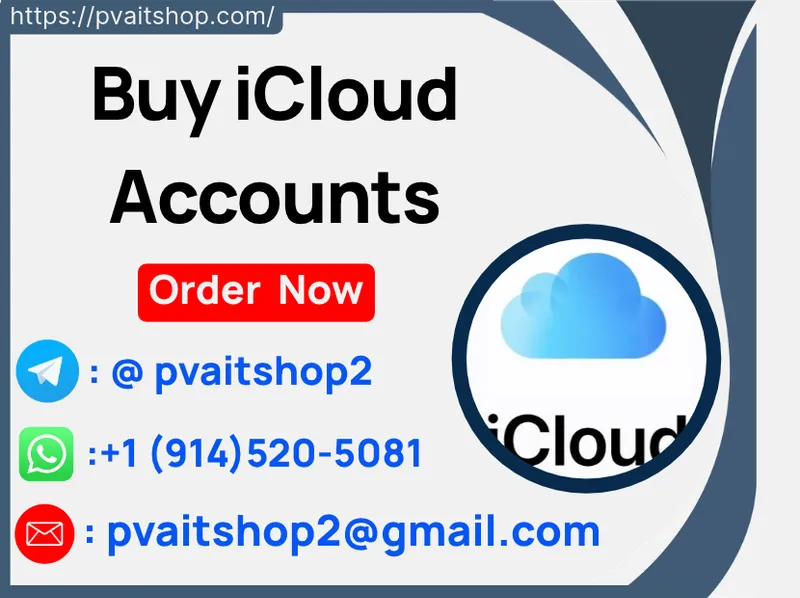 https://pvaitshop.com/
Buy iCloud
Accounts
Order Now
: @ pvaitshop2
:+1 (914)520-5081
: pvaitshop2@gmail.com
iCloud